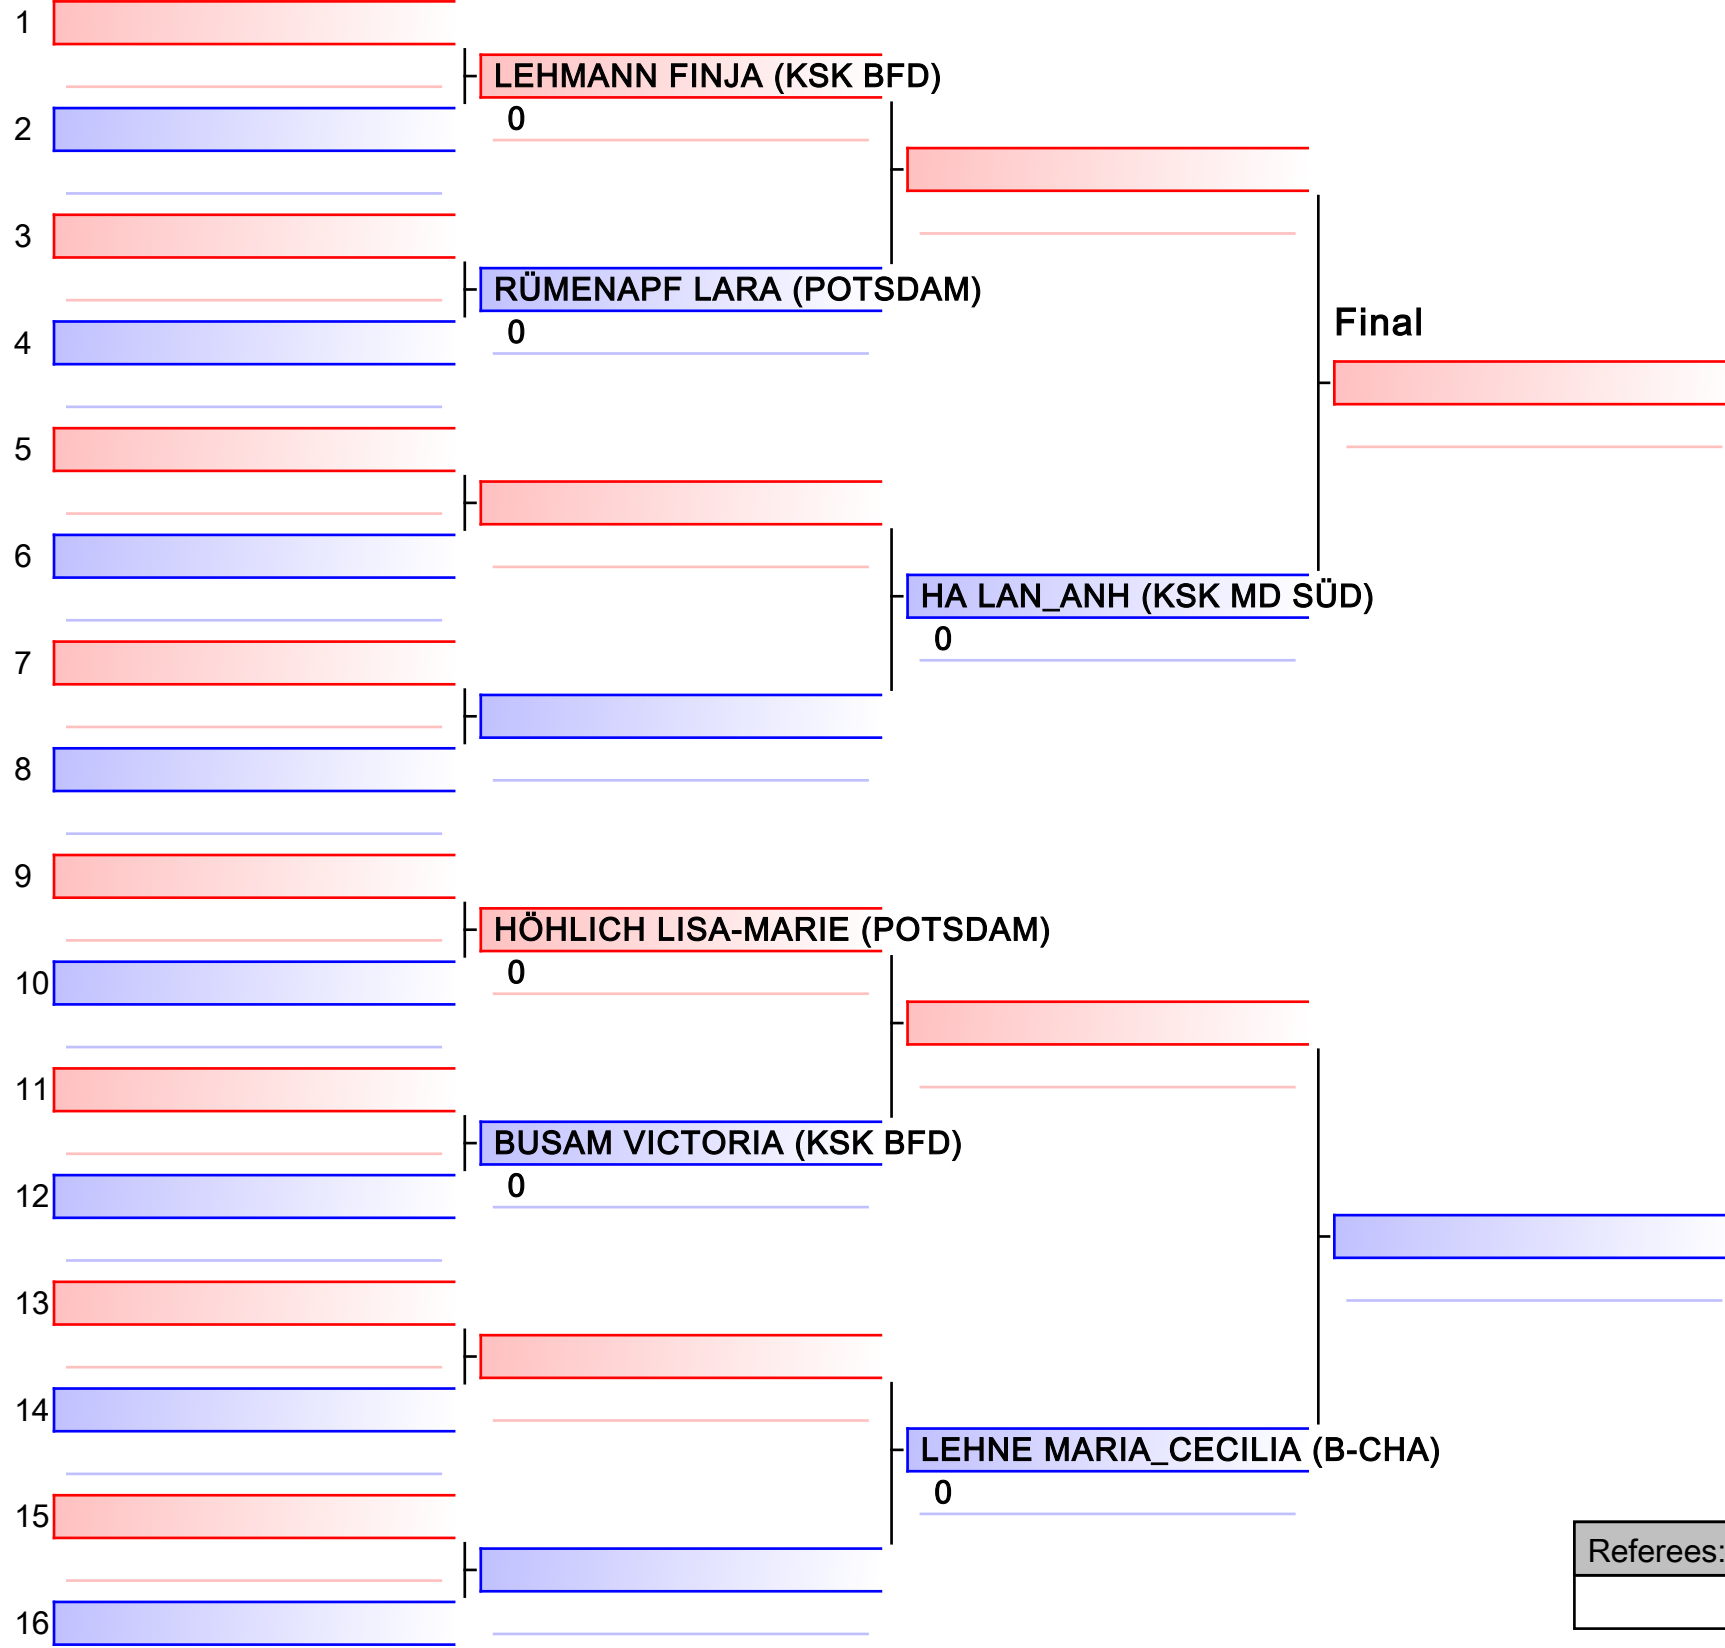 1
LEHMANN FINJA (KSK BFD)
0
2
3
RÜMENAPF LARA (POTSDAM)
0
4
Final
5
6
HA LAN_ANH (KSK MD SÜD)
0
7
8
9
HÖHLICH LISA-MARIE (POTSDAM)
0
10
11
BUSAM VICTORIA (KSK BFD)
0
12
13
14
LEHNE MARIA_CECILIA (B-CHA)
0
15
Referees:
16